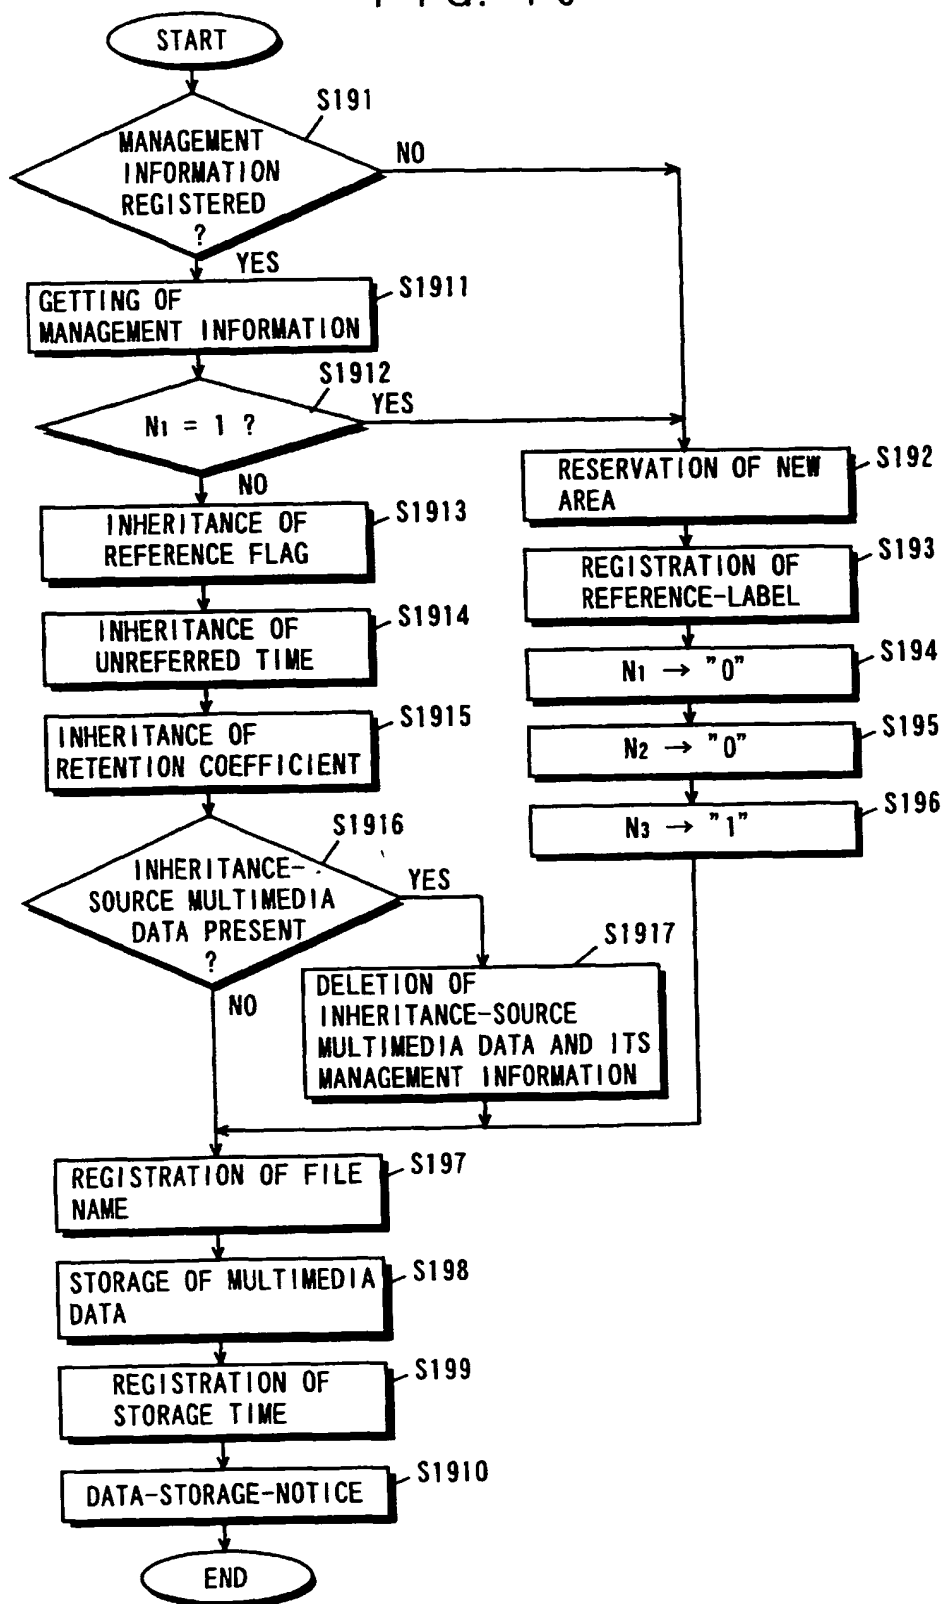 START
S191
MANAGEMENT
INFORMATION
REGISTERED
?
NO
YES
S1911
GETTING OF
MANAGEMENT INFORMATION
S1912
N1 = 1 ?
YES
NO
S1913
INHERITANCE OF
REFERENCE FLAG
S1914
INHERITANCE OF
UNREFERRED TIME
S1915
INHERITANCE OF
RETENTION COEFFICIENT
S1916
INHERITANCE-
SOURCE MULTIMEDIA
DATA PRESENT
?
YES
NO
S1917
DELETION OF
INHERITANCE-SOURCE
MULTIMEDIA DATA AND ITS
MANAGEMENT INFORMATION
S192
RESERVATION OF NEW
AREA
S193
REGISTRATION OF
REFERENCE-LABEL
S194
N1 → "0"
S195
N2 → "0"
S196
N3 → "1"
S197
REGISTRATION OF FILE
NAME
S198
STORAGE OF MULTIMEDIA
DATA
S199
REGISTRATION OF
STORAGE TIME
S1910
DATA-STORAGE-NOTICE
END